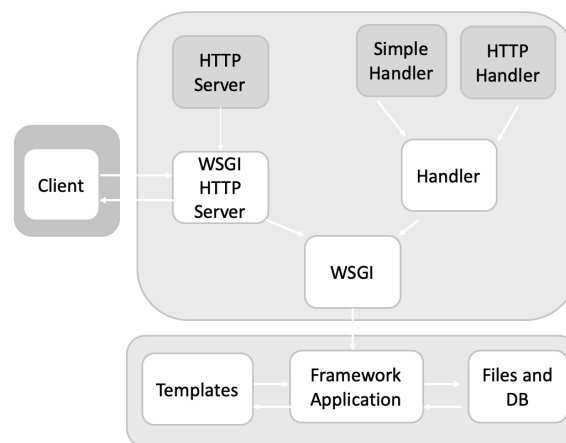 HTTP
Server
Simple
Handler
HTTP
Handler
Client
WSGI
HTTP
Server
Handler
WSGI
Templates
Framework
Application
Files and
DB